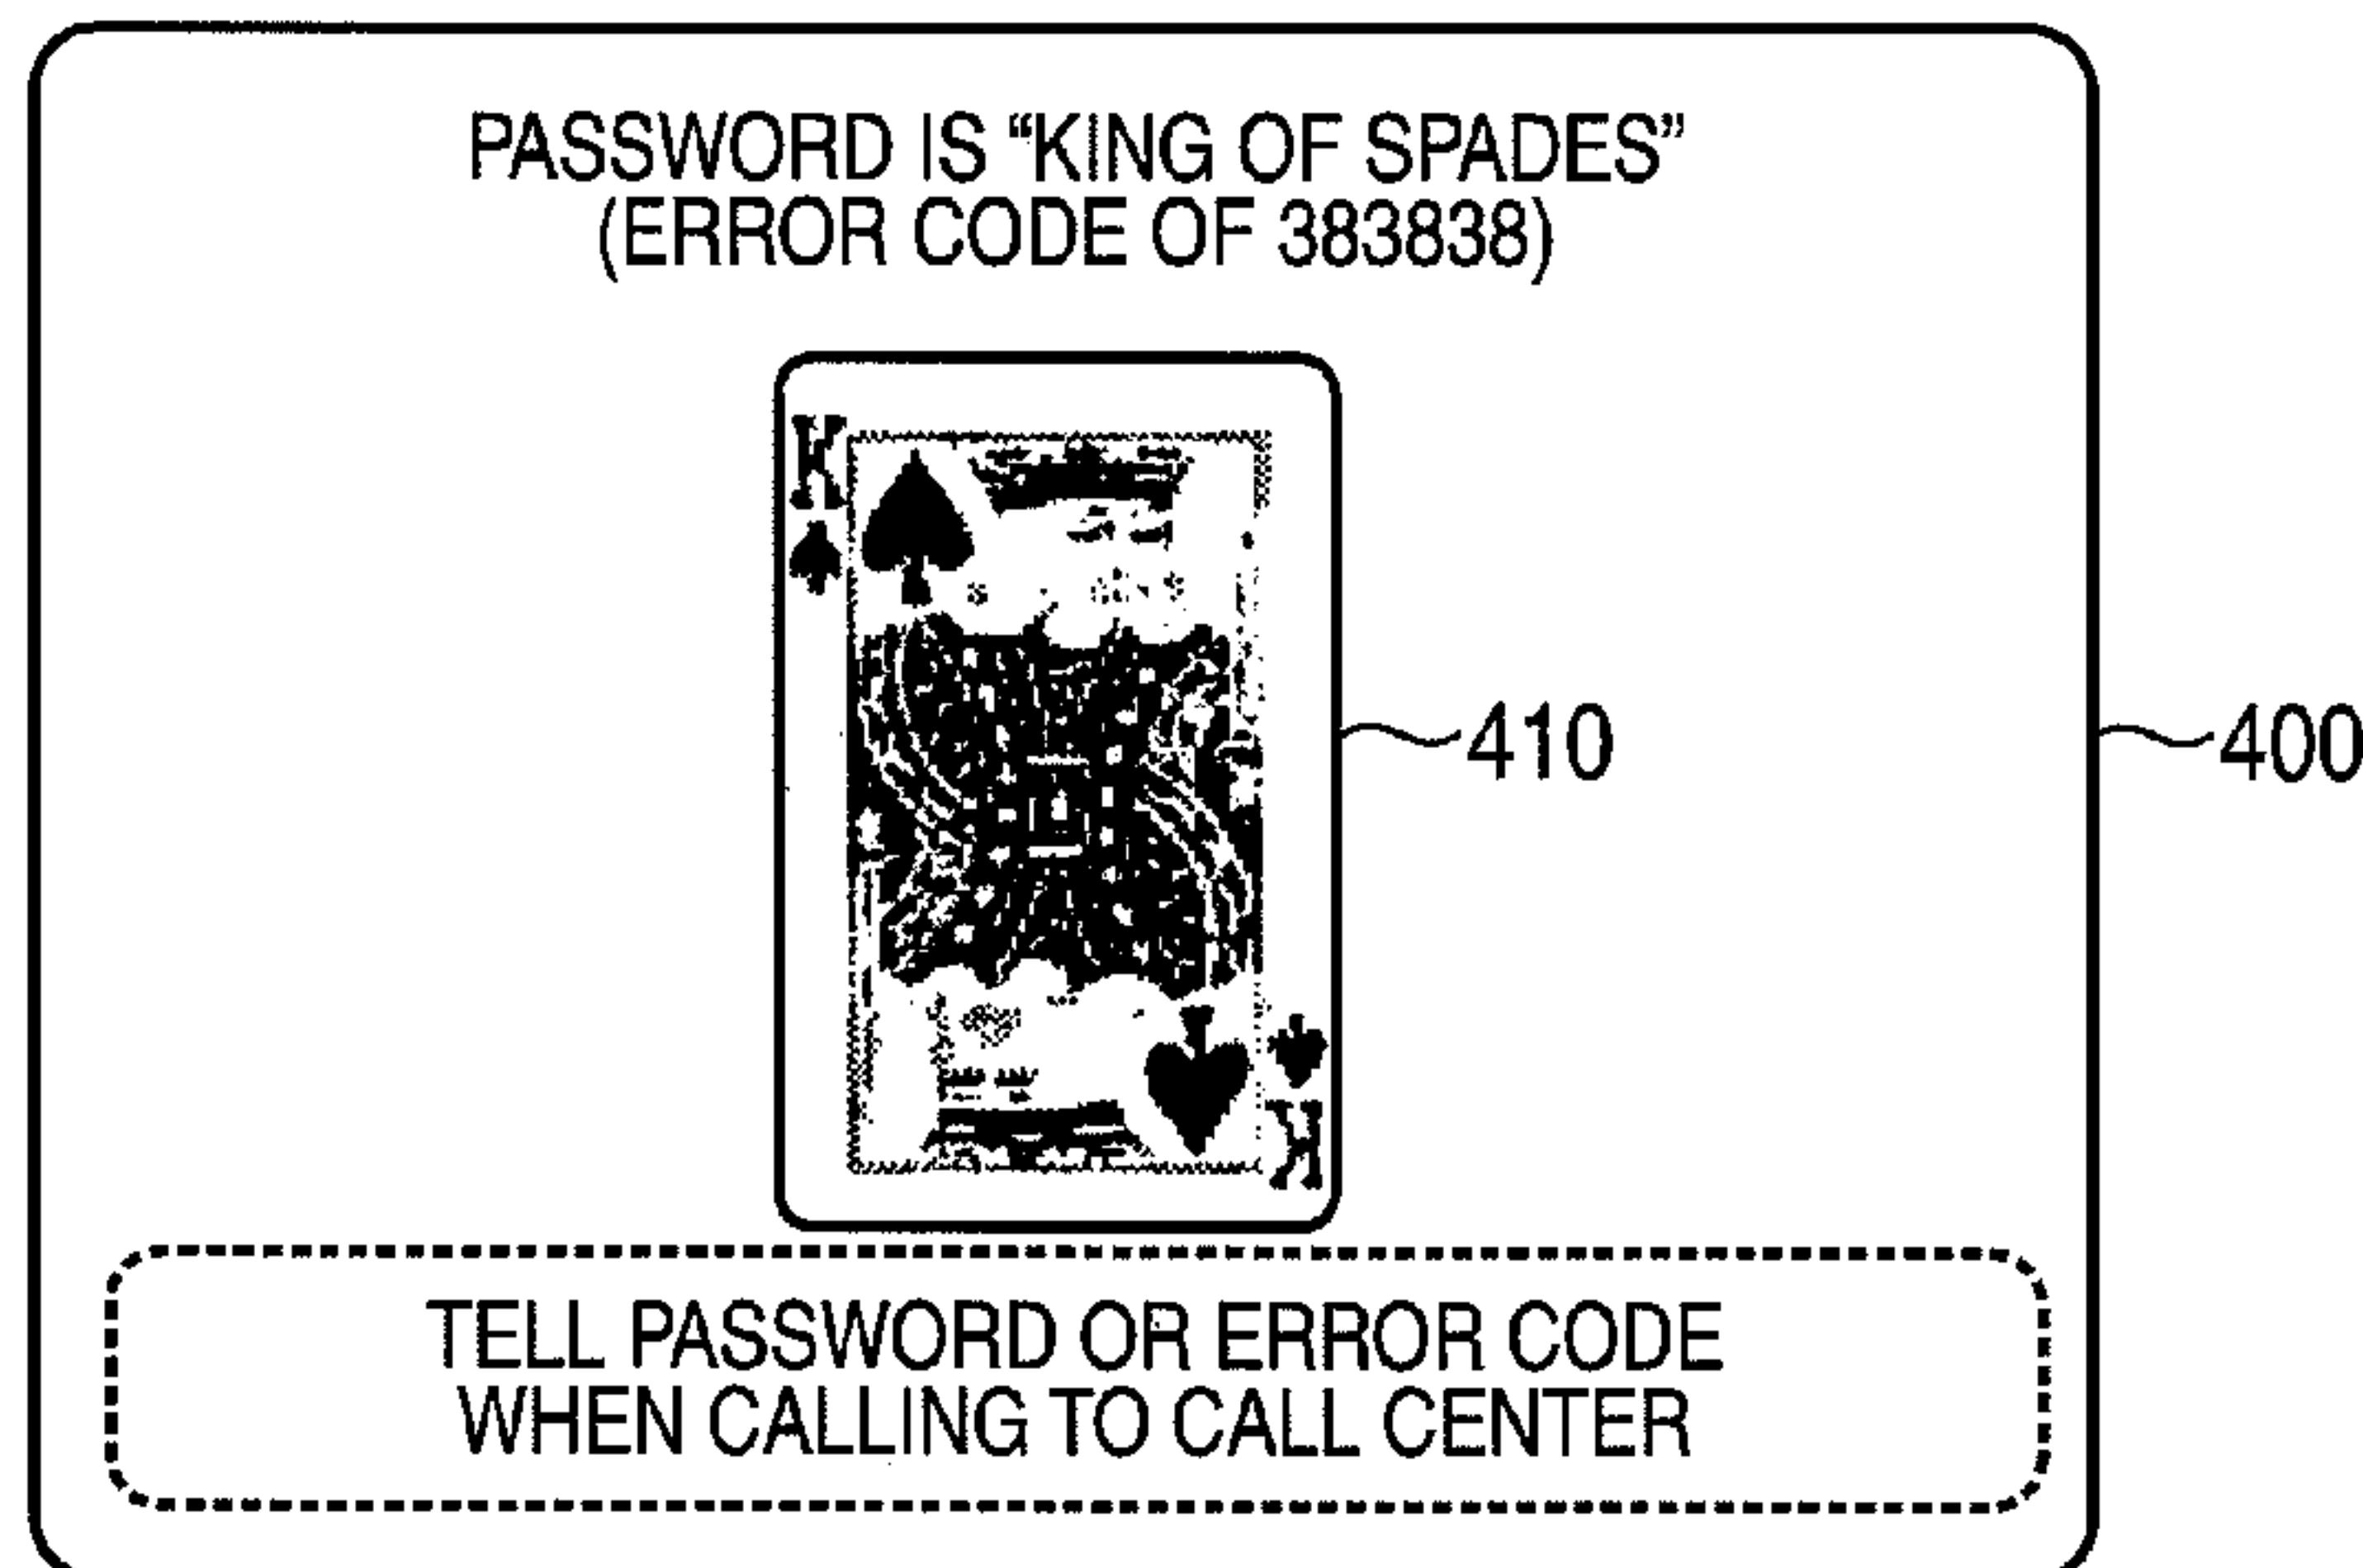 PASSWORD IS “KING OF SPADES”
(ERROR CODE OF 383838)
K
410
400
K
TELL PASSWORD OR ERROR CODE
WHEN CALLING TO CALL CENTER